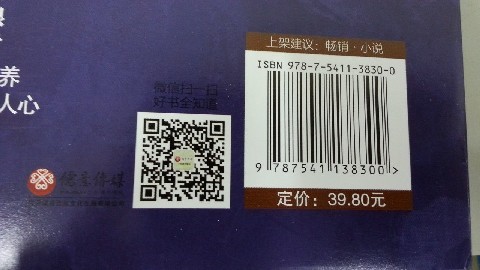 养
人心
微信扫一扫
好书全知道
上架建议：畅销·小说
ISBN 978-7-5411-3830-0
9 787541 138300 >
定价：39.80元